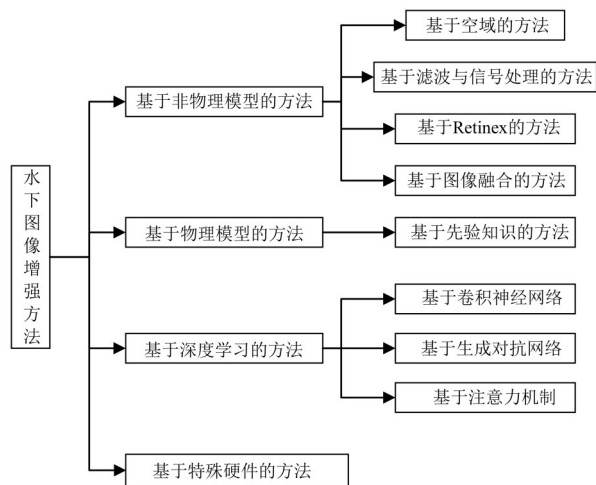 水下图像增强方法
基于非物理模型的方法
基于空域的方法
基于滤波与信号处理的方法
基于Retinex的方法
基于图像融合的方法
基于物理模型的方法
基于先验知识的方法
基于深度学习的方法
基于卷积神经网络
基于生成对抗网络
基于注意力机制
基于特殊硬件的方法